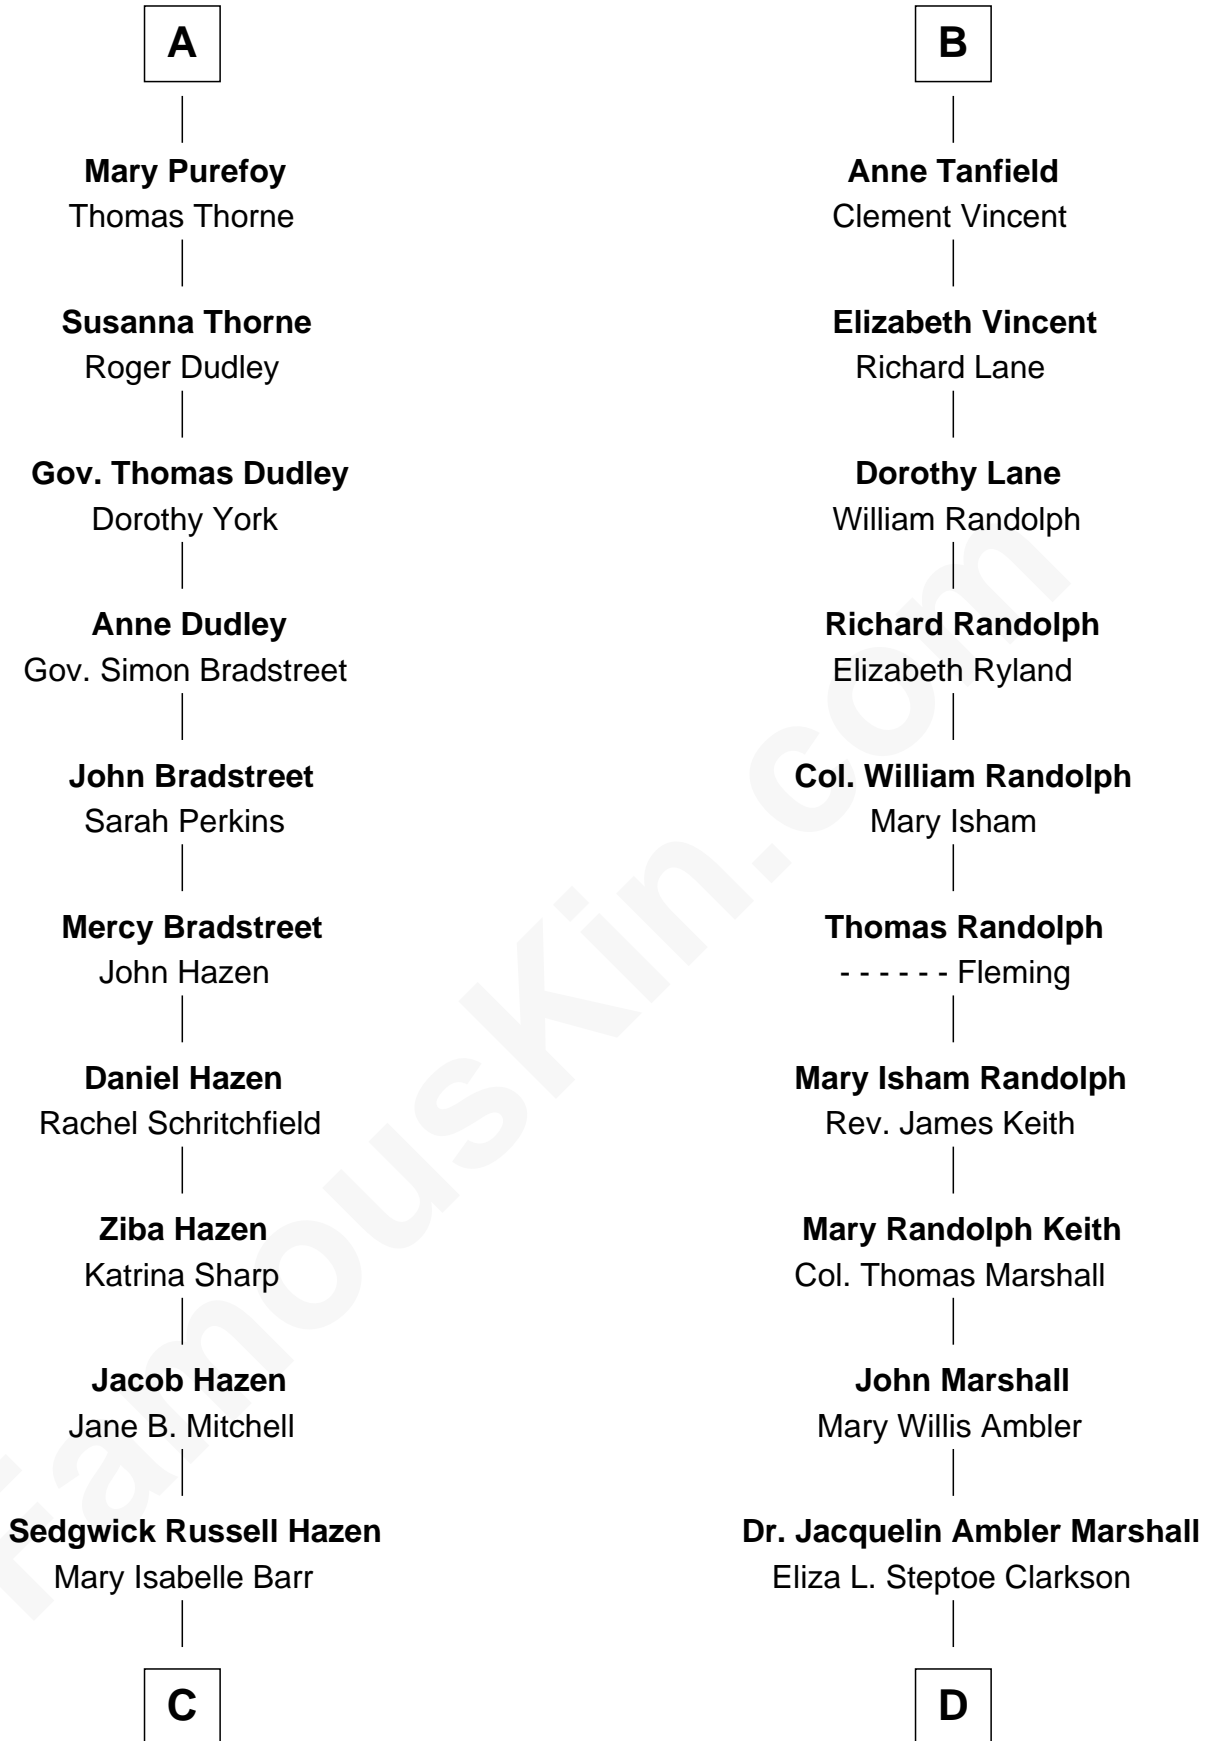 A
Mary Purefoy
Thomas Thorne
Susanna Thorne
Roger Dudley
Gov. Thomas Dudley
Dorothy York
Anne Dudley
Gov. Simon Bradstreet
John Bradstreet
Sarah Perkins
Mercy Bradstreet
John Hazen
Daniel Hazen
Rachel Schritchfield
Ziba Hazen
Katrina Sharp
Jacob Hazen
Jane B. Mitchell
Sedgwick Russell Hazen
Mary Isabelle Barr
C
B
Anne Tanfield
Clement Vincent
Elizabeth Vincent
Richard Lane
Dorothy Lane
William Randolph
Richard Randolph
Elizabeth Ryland
Col. William Randolph
Mary Isham
Thomas Randolph
- - - - - - Fleming
Mary Isham Randolph
Rev. James Keith
Mary Randolph Keith
Col. Thomas Marshall
John Marshall
Mary Willis Ambler
Dr. Jacquelin Ambler Marshall
Eliza L. Steptoe Clarkson
D
FamousKin.com